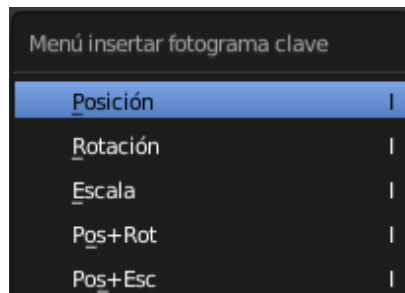 Menú insertar fotograma clave
Posición I
Rotación I
Escala I
Pos+Rot I
Pos+Esc I